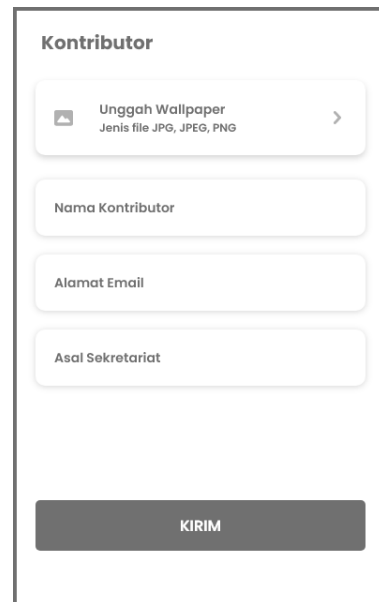 Kontributor
Unggah Wallpaper
Jenis file JPG, JPEG, PNG
Nama Kontributor
Alamat Email
Asal Sekretariat
KIRIM